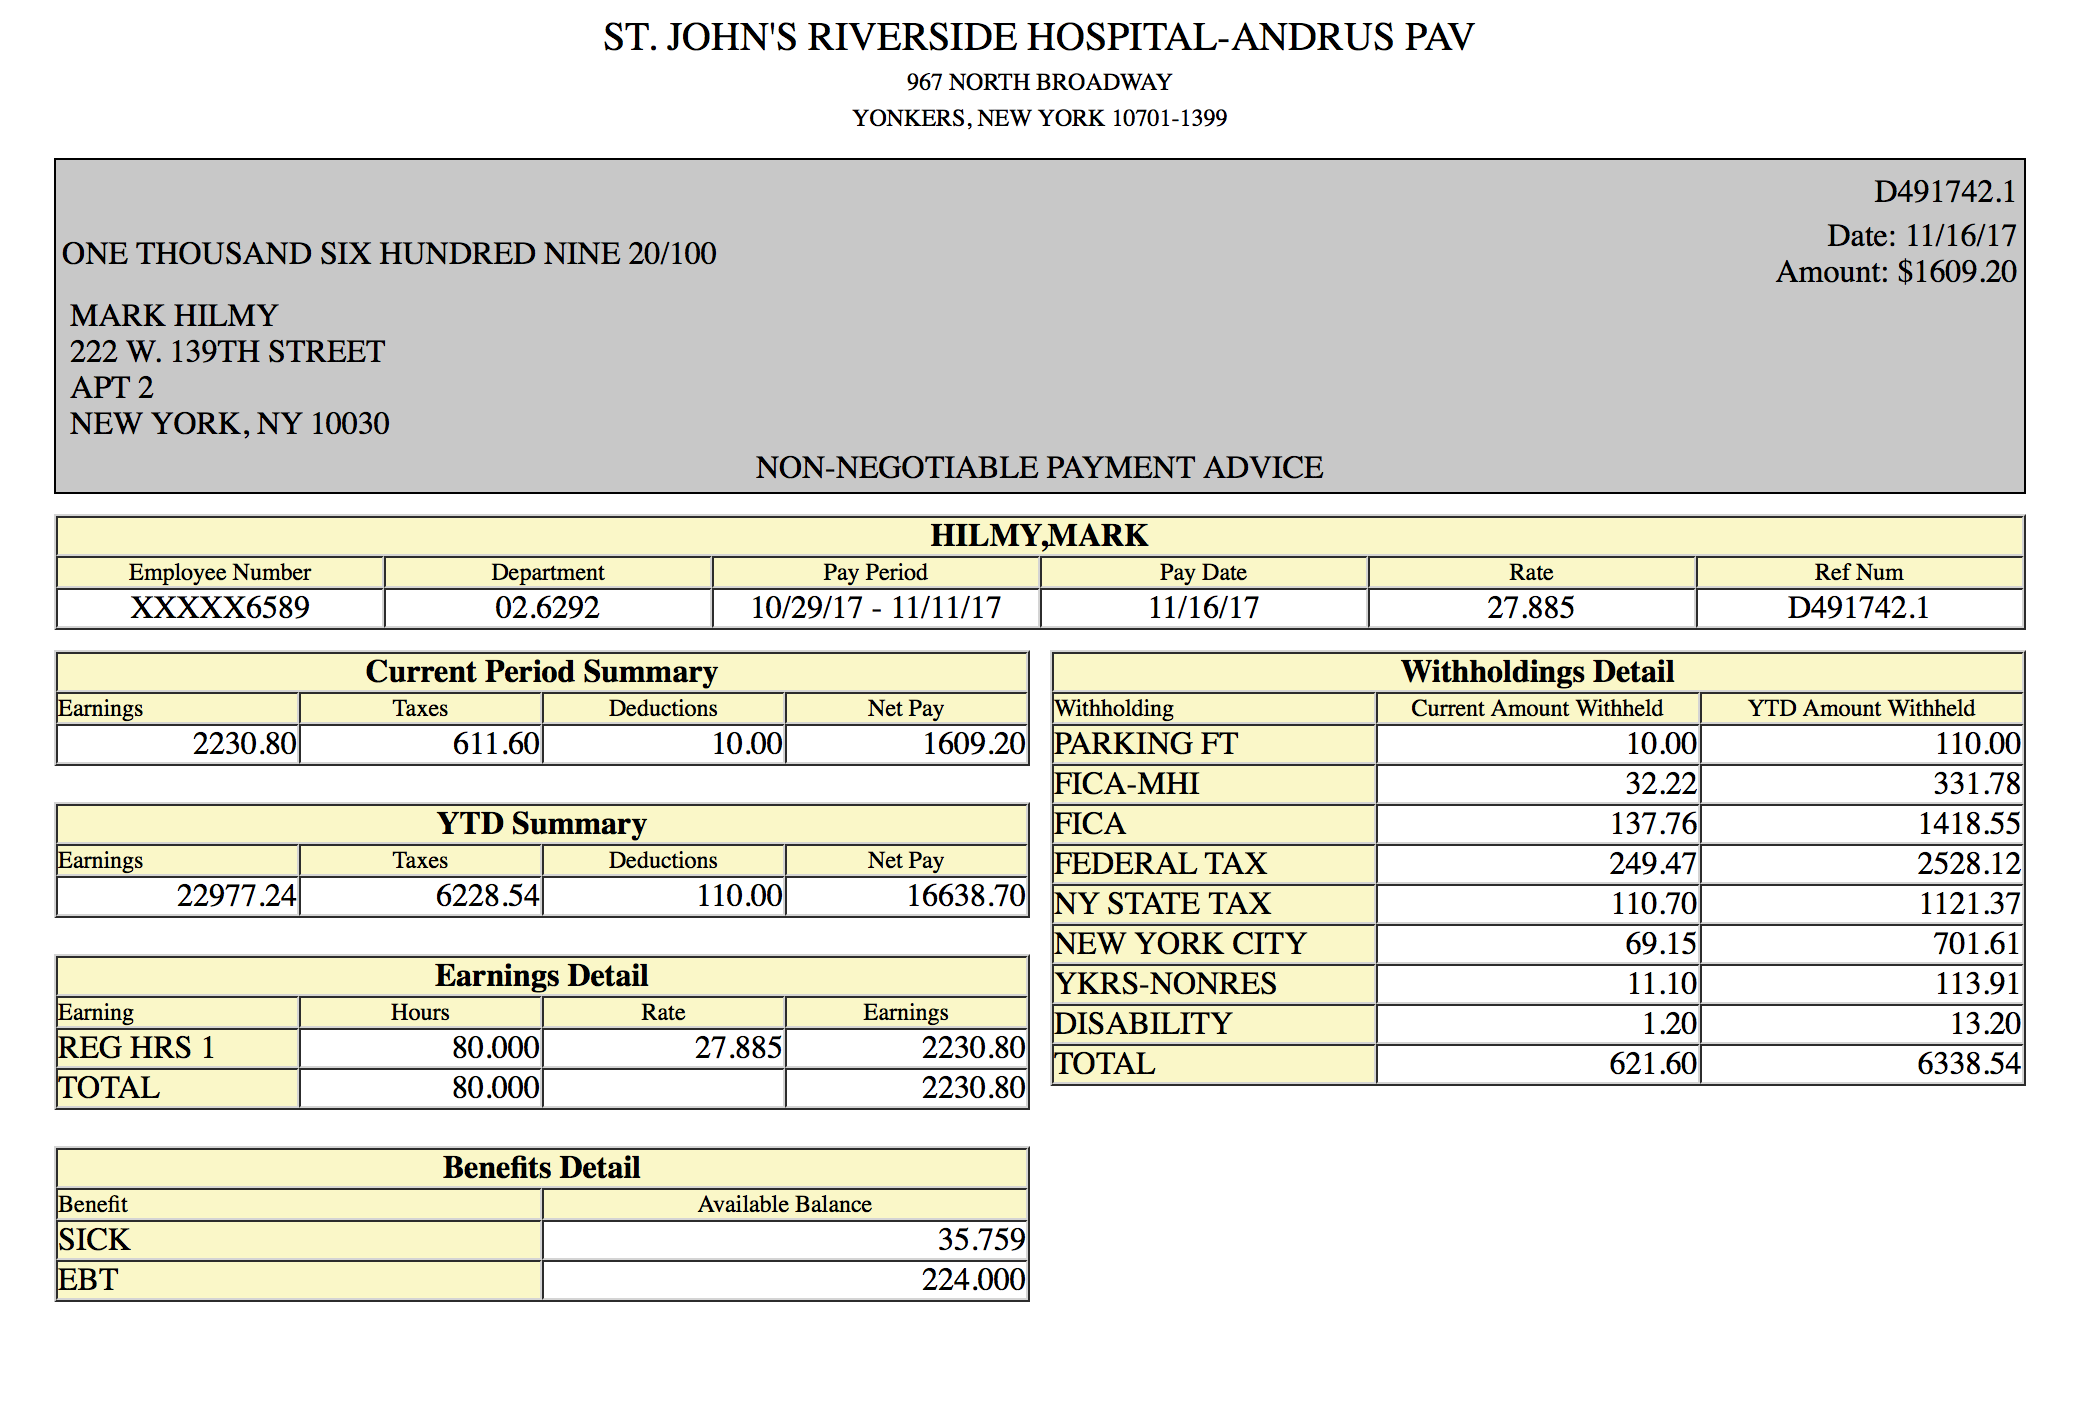 ST. JOHN'S RIVERSIDE HOSPITAL-ANDRUS PAV
967 NORTH BROADWAY
YONKERS, NEW YORK 10701-1399
D491742.1
Date: 11/16/17
ONE THOUSAND SIX HUNDRED NINE 20/100
Amount: $1609.20
MARK HILMY
222 W. 139TH STREET
APT 2
NEW YORK, NY 10030
NON-NEGOTIABLE PAYMENT ADVICE
HILMY,MARK
Employee Number Department Pay Period Pay Date Rate Ref Num
XXXXX6589 02.6292 10/29/17 - 11/11/17 11/16/17 27.885 D491742.1
Current Period Summary
Earnings Taxes Deductions Net Pay
2230.80 611.60 10.00 1609.20
YTD Summary
Earnings Taxes Deductions Net Pay
22977.24 6228.54 110.00 16638.70
Earnings Detail
Earning Hours Rate Earnings
REG HRS 1 80.000 27.885 2230.80
TOTAL 80.000 2230.80
Benefits Detail
Benefit Available Balance
SICK 35.759
EBT 224.000
Withholdings Detail
Withholding Current Amount Withheld YTD Amount Withheld
PARKING FT 10.00 110.00
FICA-MHI 32.22 331.78
FICA 137.76 1418.55
FEDERAL TAX 249.47 2528.12
NY STATE TAX 110.70 1121.37
NEW YORK CITY 69.15 701.61
YKRS-NONRES 11.10 113.91
DISABILITY 1.20 13.20
TOTAL 621.60 6338.54